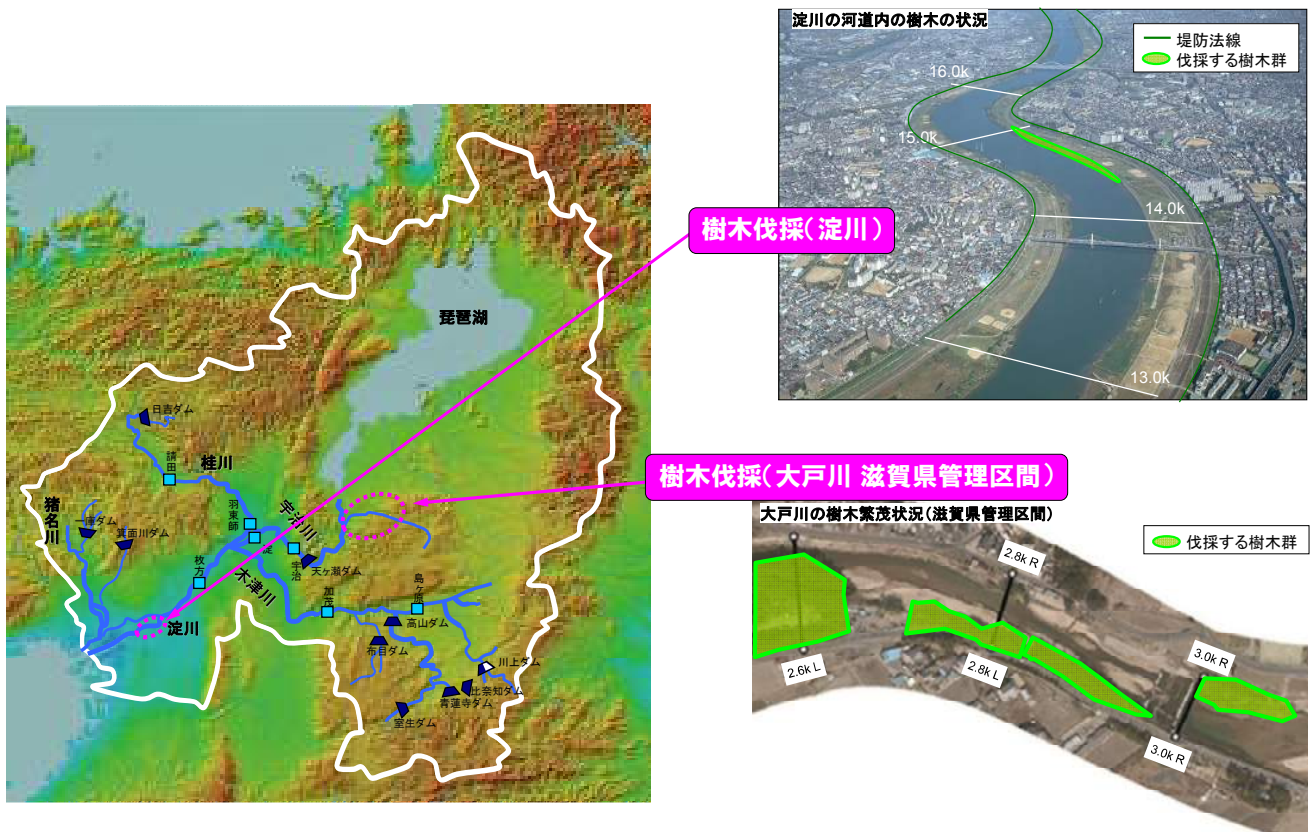 淀川の河道内の樹木の状況
堤防法線
伐採する樹木群
16.0k
15.0k
14.0k
13.0k
樹木伐採(淀川)
琵琶湖
日吉ダム
請田
桂川
羽束師
淀
宇治川
宇治
天ヶ瀬ダム
猪名川
一庫ダム
箕面川ダム
枚方
木津川
淀川
加茂
島ヶ原
高山ダム
布目ダム
川上ダム
比奈知ダム
青蓮寺ダム
室生ダム
樹木伐採(大戸川 滋賀県管理区間)
大戸川の樹木繁茂状況(滋賀県管理区間)
伐採する樹木群
2.8k R
2.6k L
2.8k L
3.0k R
3.0k R